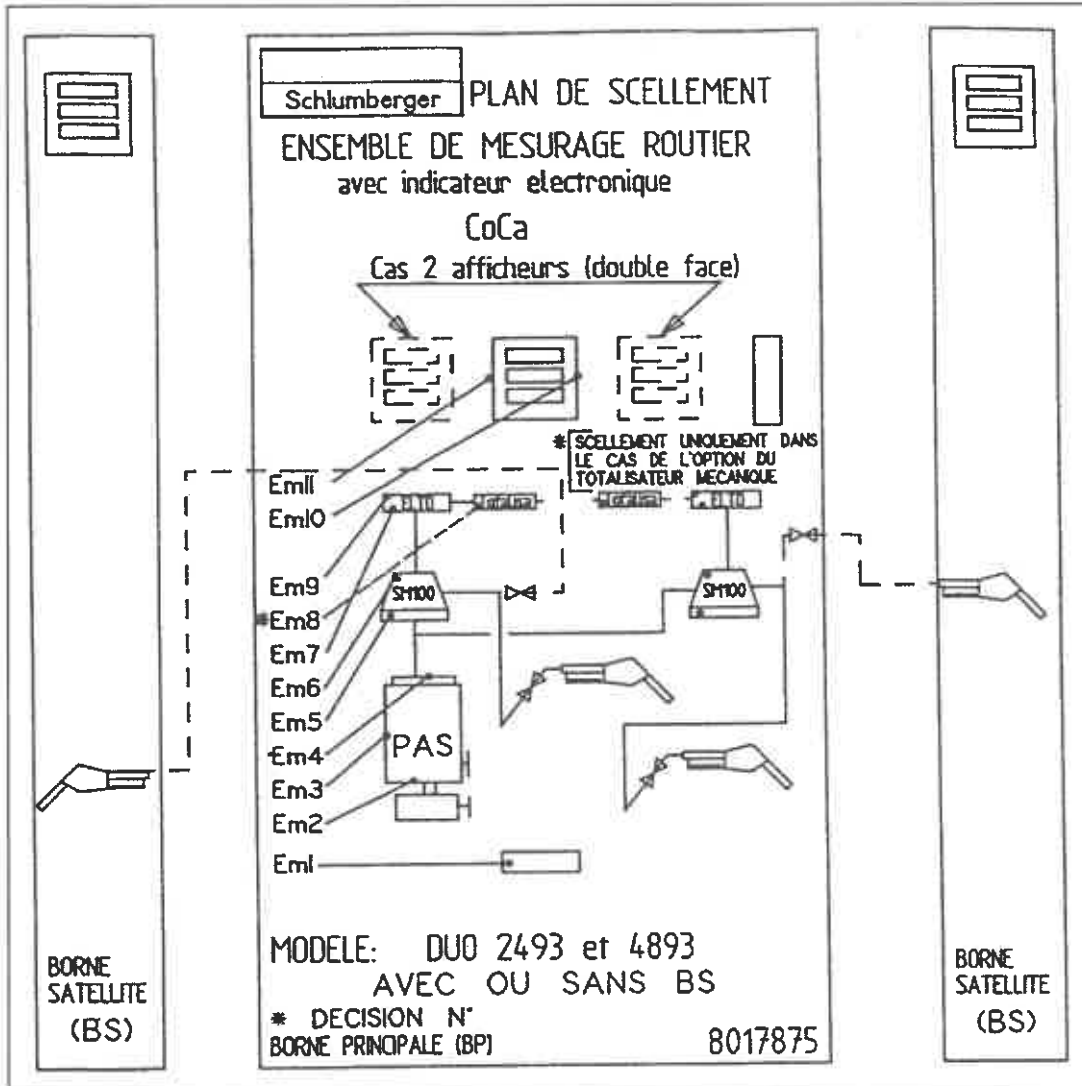 Schlumberger
PLAN DE SCELLEMENT
ENSEMBLE DE MESURAGE ROUTIER
avec indicateur electronique
CoCa
Cas 2 afficheurs (double face)
* SCELLEMENT UNIQUEMENT DANS
LE CAS DE L'OPTION DU
TOTALISATEUR MECANIQUE
Em11
Em10
Em9
*Em8
Em7
Em6
Em5
Em4
Em3
Em2
Em1
SM100
SM100
PAS
MODELE: DUO 2493 et 4893
AVEC OU SANS BS
* DECISION N°
BORNE PRINCIPALE (BP)
8017875
BORNE
SATELLITE
(BS)
BORNE
SATELLITE
(BS)